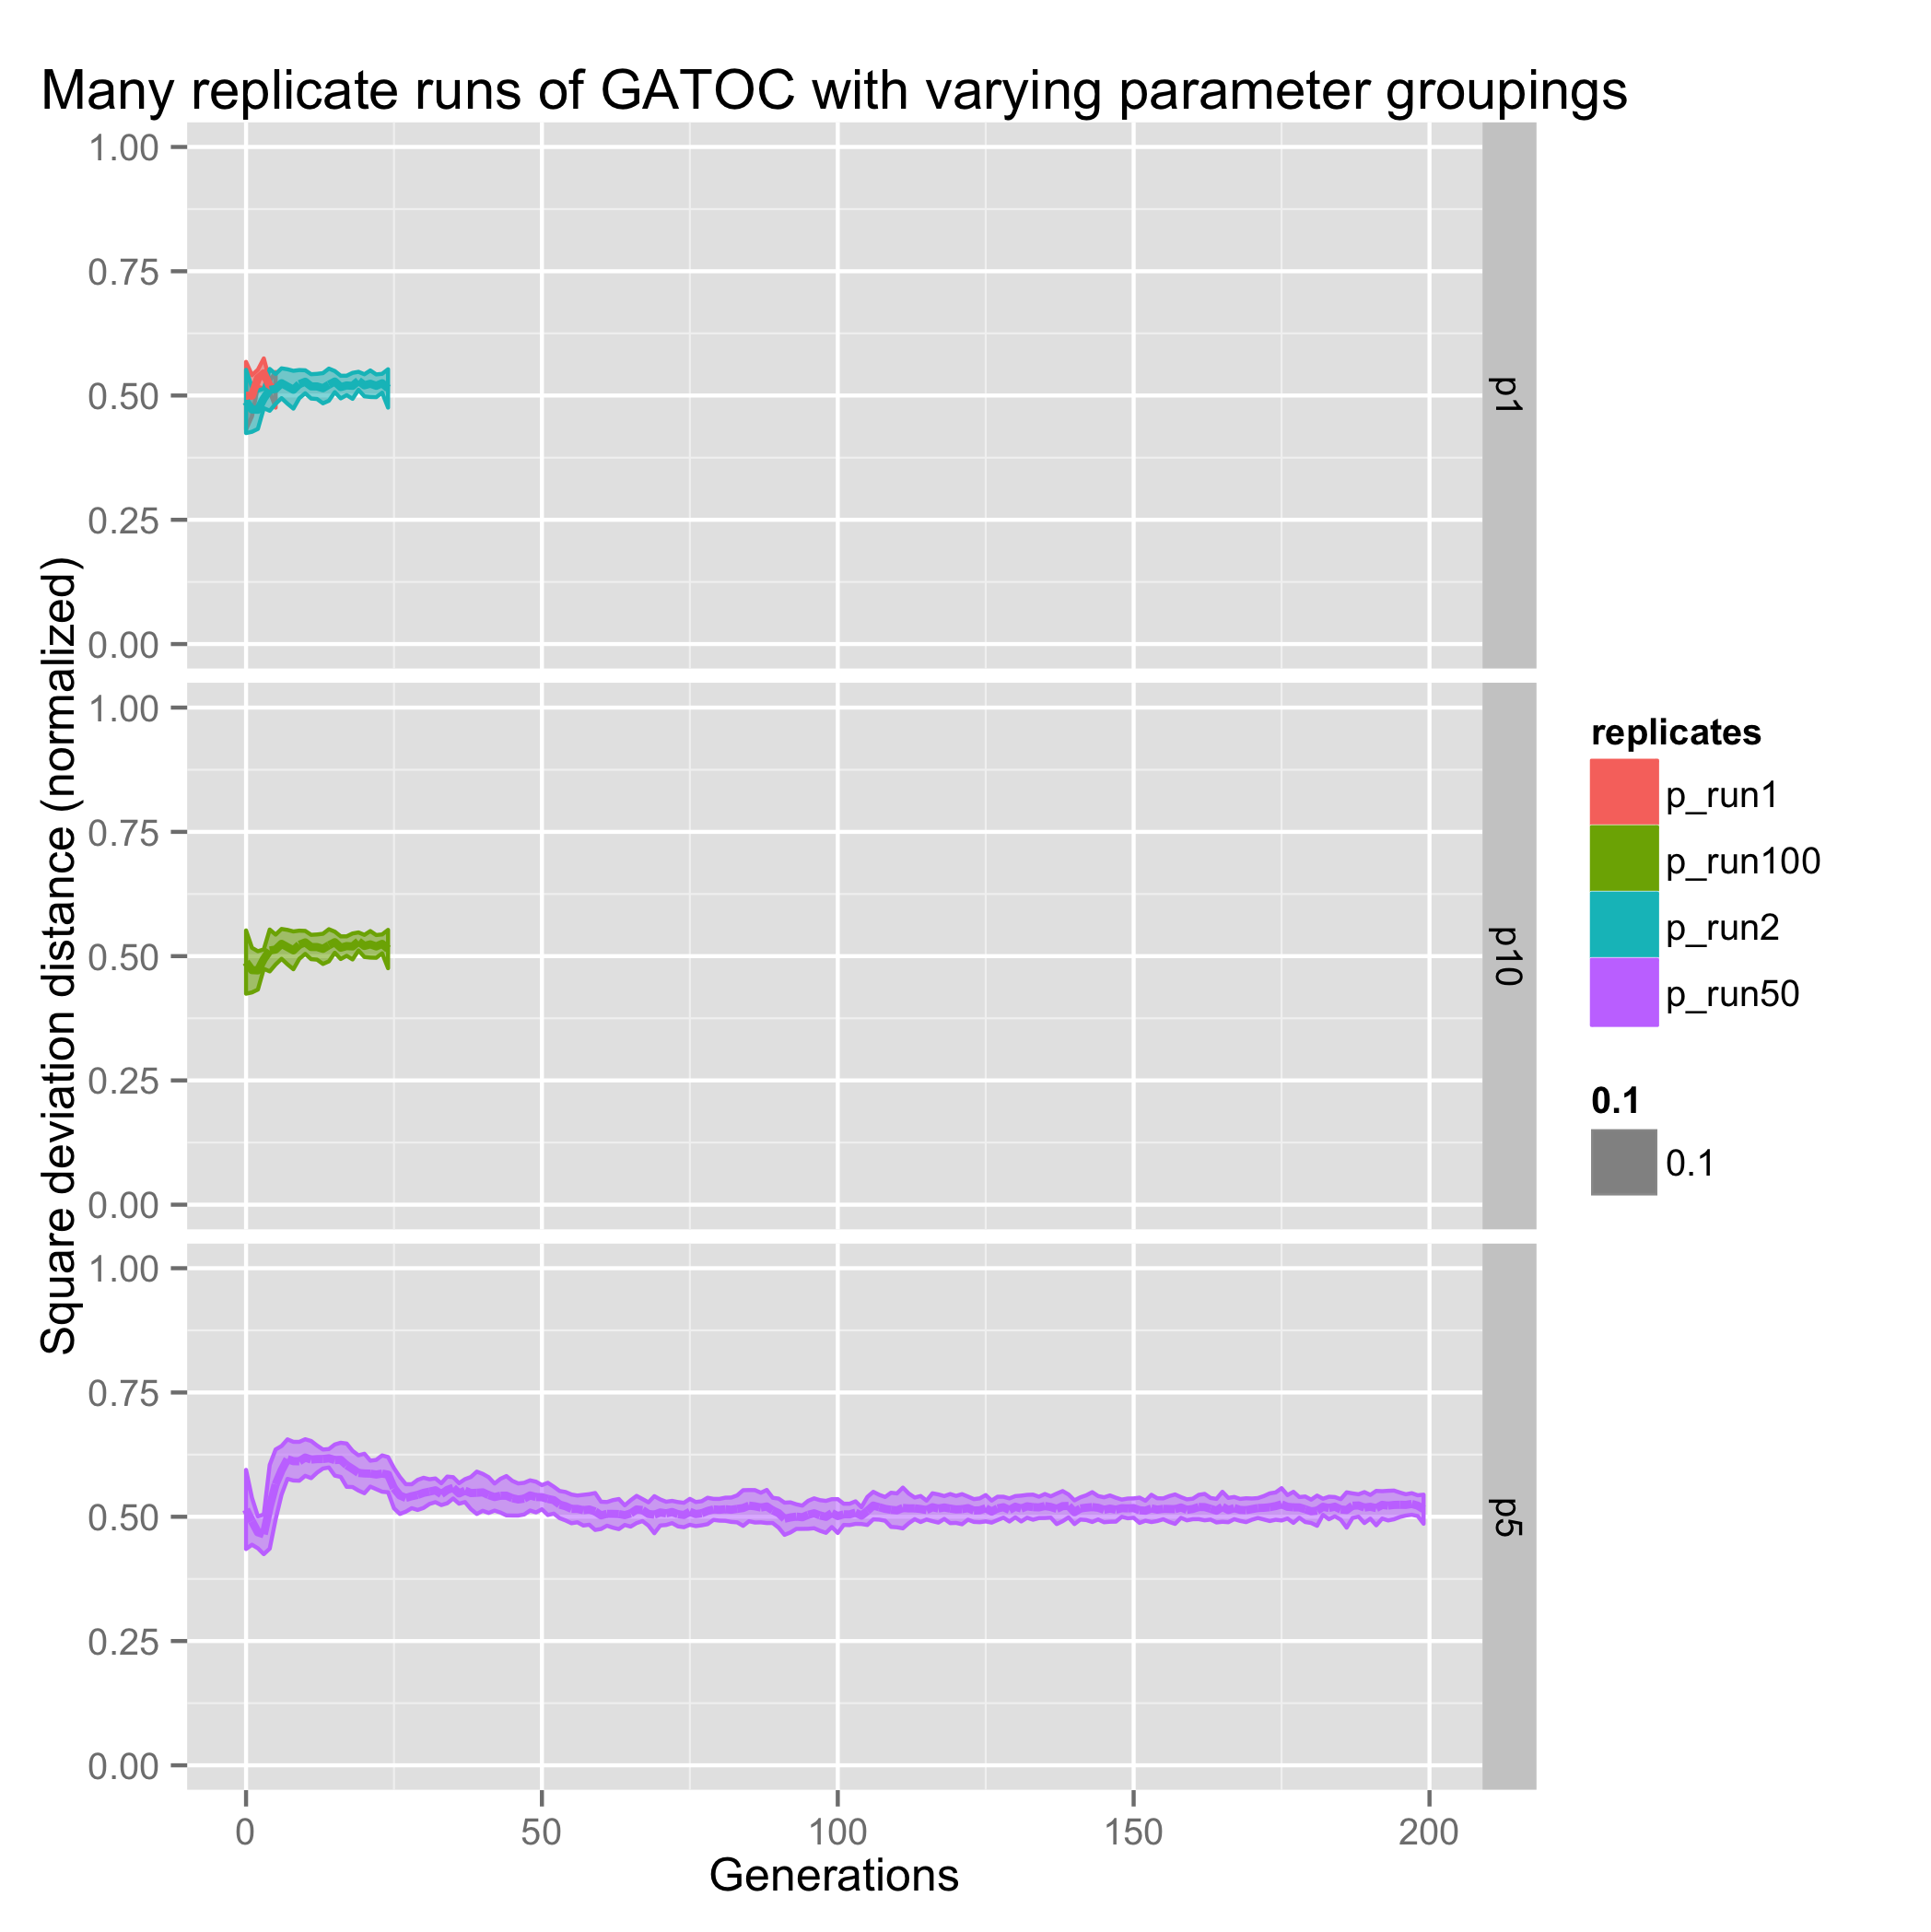 Many replicate runs of GATOC with varying parameter groupings
Square deviation distance (normalized)
1.00
0.75
0.50
0.25
0.00
p1
1.00
0.75
0.50
0.25
0.00
p10
1.00
0.75
0.50
0.25
0.00
p5
0 50 100 150 200
Generations
replicates
p_run1
p_run100
p_run2
p_run50
0.1
0.1